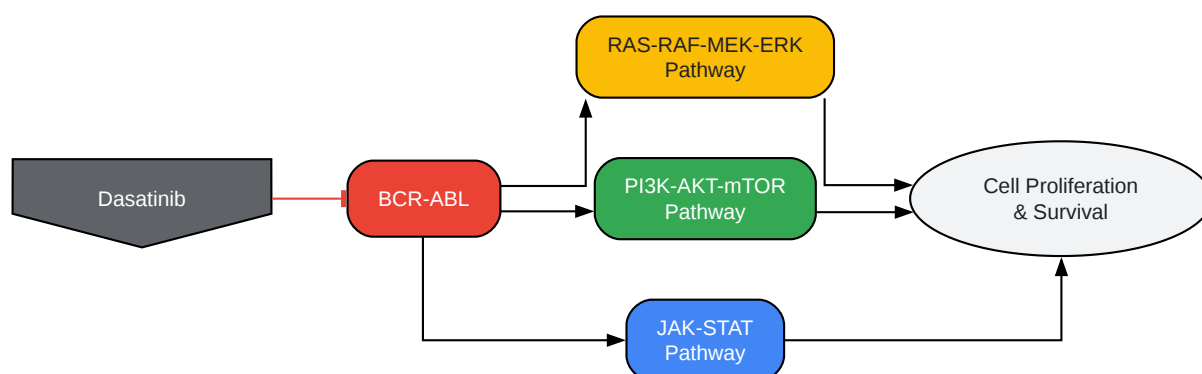 RAS-RAF-MEK-ERK
Pathway
Dasatinib
BCR-ABL
PI3K-AKT-mTOR
Pathway
Cell Proliferation
& Survival
JAK-STAT
Pathway